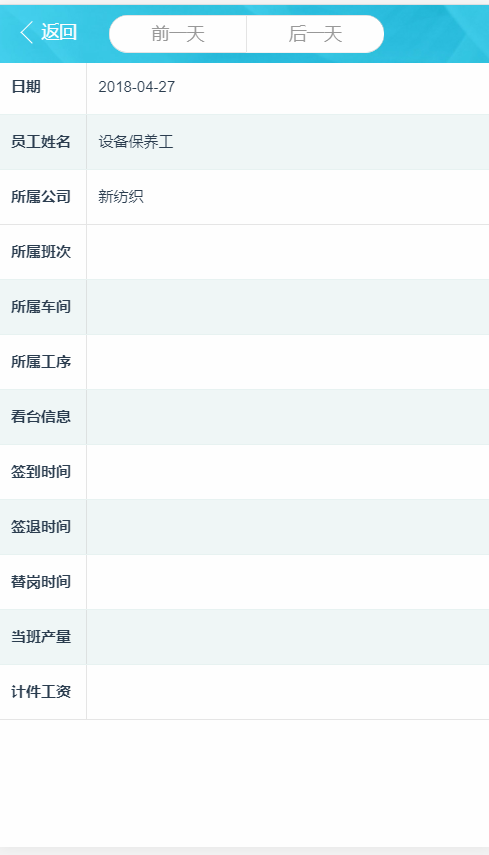 返回 前一天 后一天
日期 2018-04-27
员工姓名 设备保养工
所属公司 新纺织
所属班次
所属车间
所属工序
看台信息
签到时间
签退时间
替岗时间
当班产量
计件工资